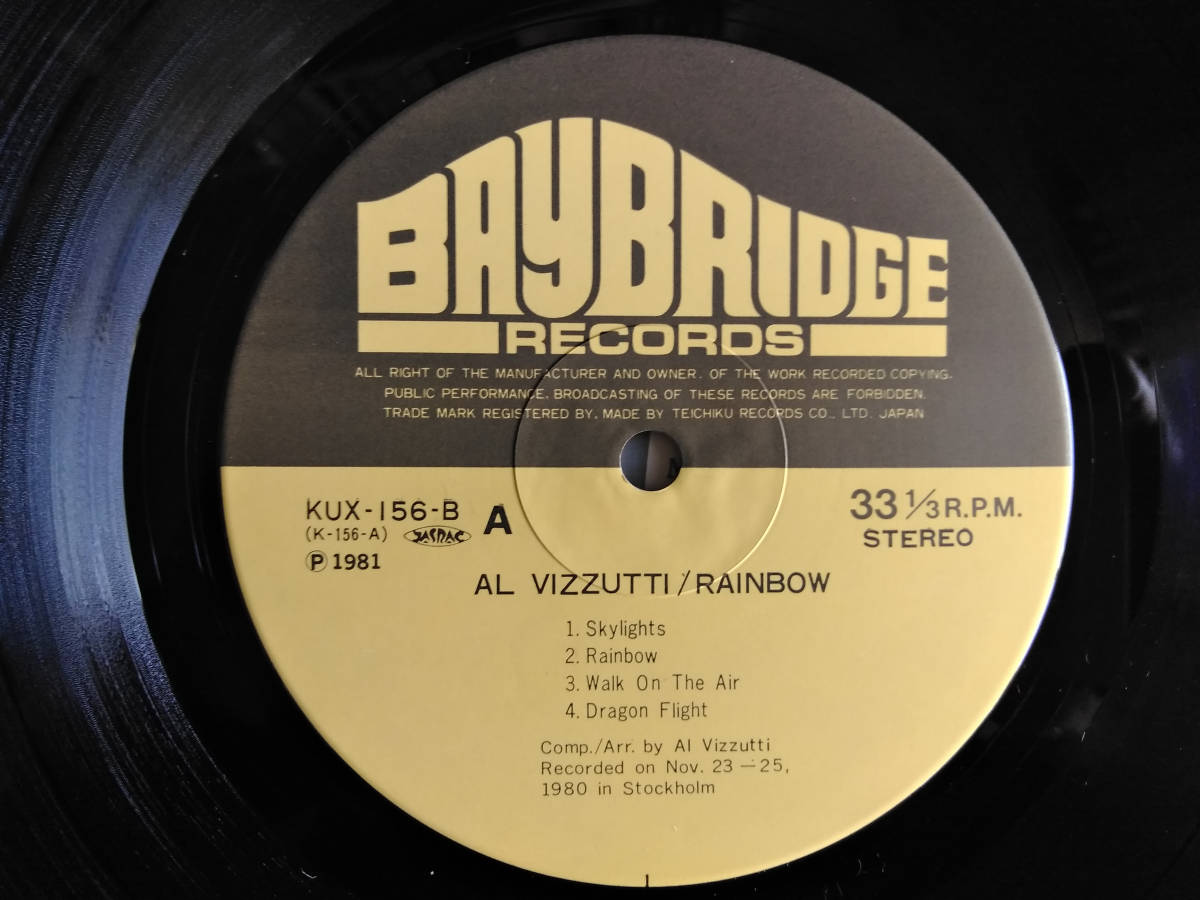 BAYBRIDGE
RECORDS
ALL RIGHT OF THE MANUFACTURER AND OWNER. OF THE WORK RECORDED COPYING.
PUBLIC PERFORMANCE. BROADCASTING OF THESE RECORDS ARE FORBIDDEN.
TRADE MARK REGISTERED BY. MADE BY TEICHIKU RECORDS CO., LTD. JAPAN
KUX-156-B A
(K-156-A) JASRAC
℗ 1981
33 1/3 R.P.M.
STEREO
AL VIZZUTTI/RAINBOW
1. Skylights
2. Rainbow
3. Walk On The Air
4. Dragon Flight
Comp./Arr. by Al Vizzutti
Recorded on Nov. 23—25,
1980 in Stockholm